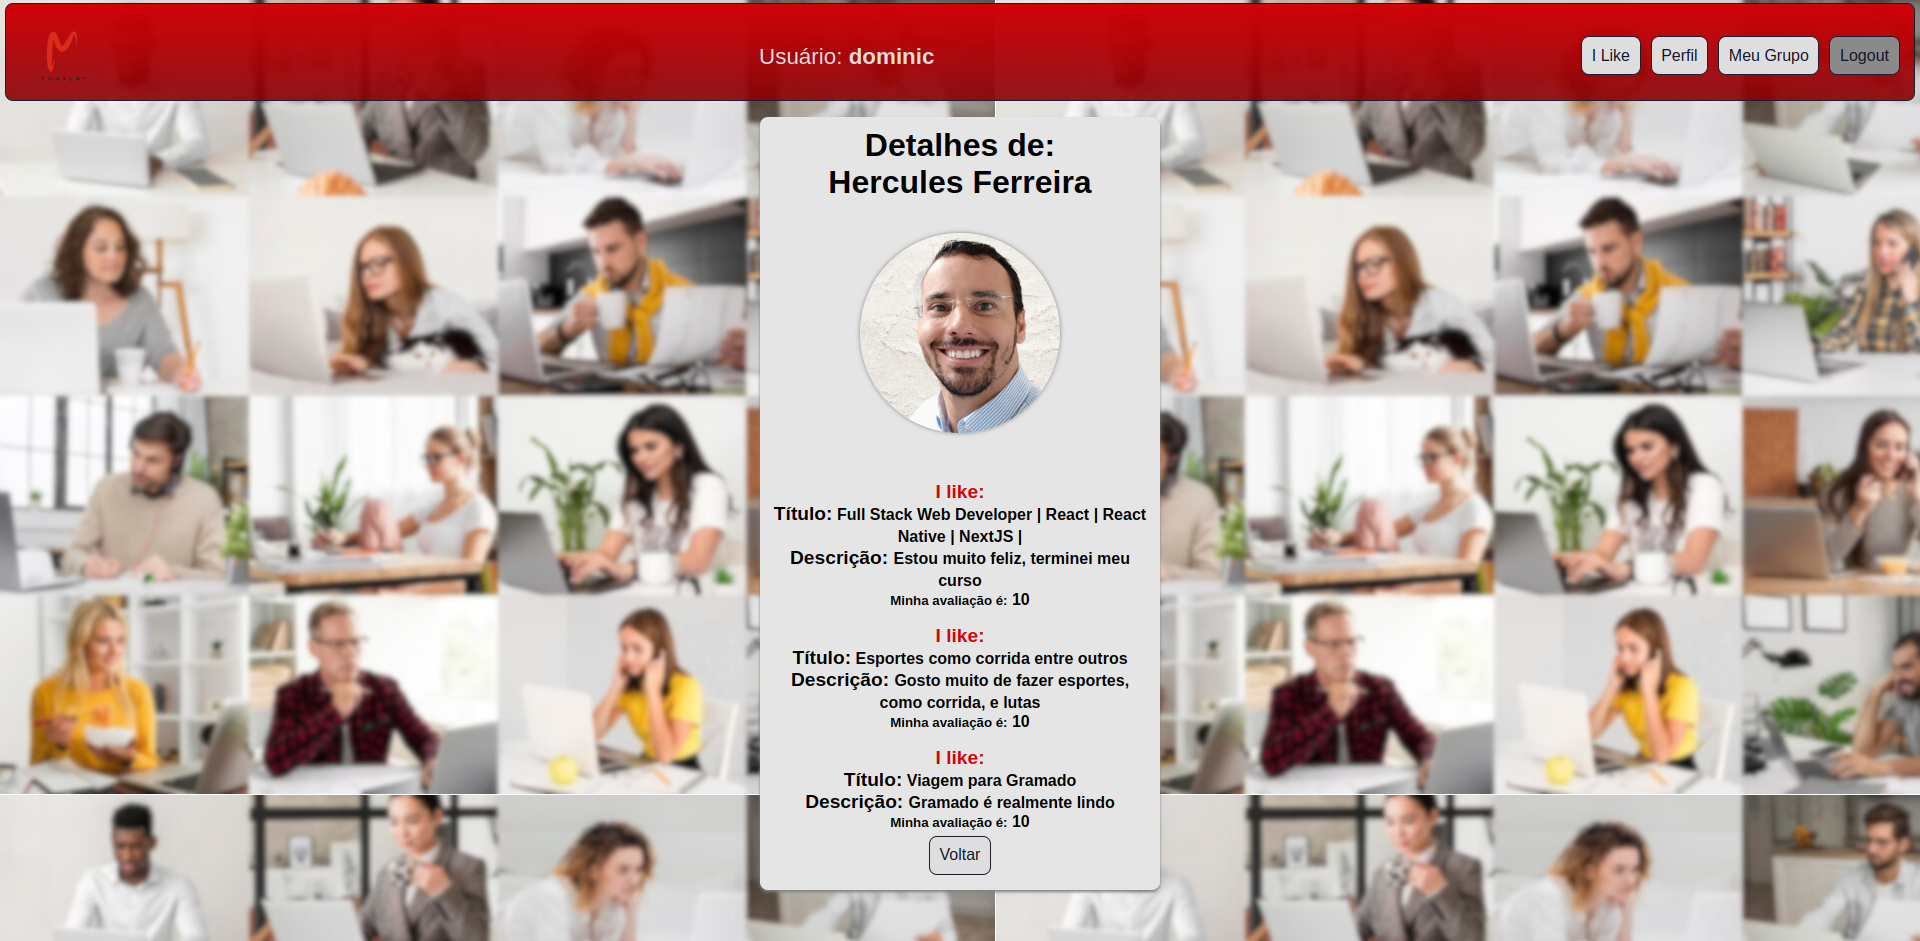 COMPART
Usuário: dominic
I Like
Perfil
Meu Grupo
Logout
Detalhes de:
Hercules Ferreira
I like:
Título: Full Stack Web Developer | React | React
Native | NextJS |
Descrição: Estou muito feliz, terminei meu
curso
Minha avaliação é: 10
I like:
Título: Esportes como corrida entre outros
Descrição: Gosto muito de fazer esportes,
como corrida, e lutas
Minha avaliação é: 10
I like:
Título: Viagem para Gramado
Descrição: Gramado é realmente lindo
Minha avaliação é: 10
Voltar